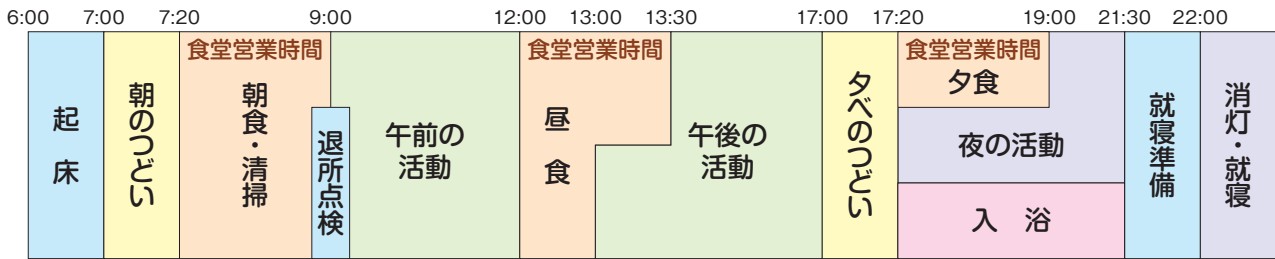 6:00 7:00 7:20 9:00 12:00 13:00 13:30 17:00 17:20 19:00 21:30 22:00
起床
朝のつどい
食堂営業時間
朝食・清掃
退所点検
午前の
活動
食堂営業時間
昼食
午後の
活動
夕べのつどい
食堂営業時間
夕食
夜の活動
入 浴
就寝準備
消灯・就寝